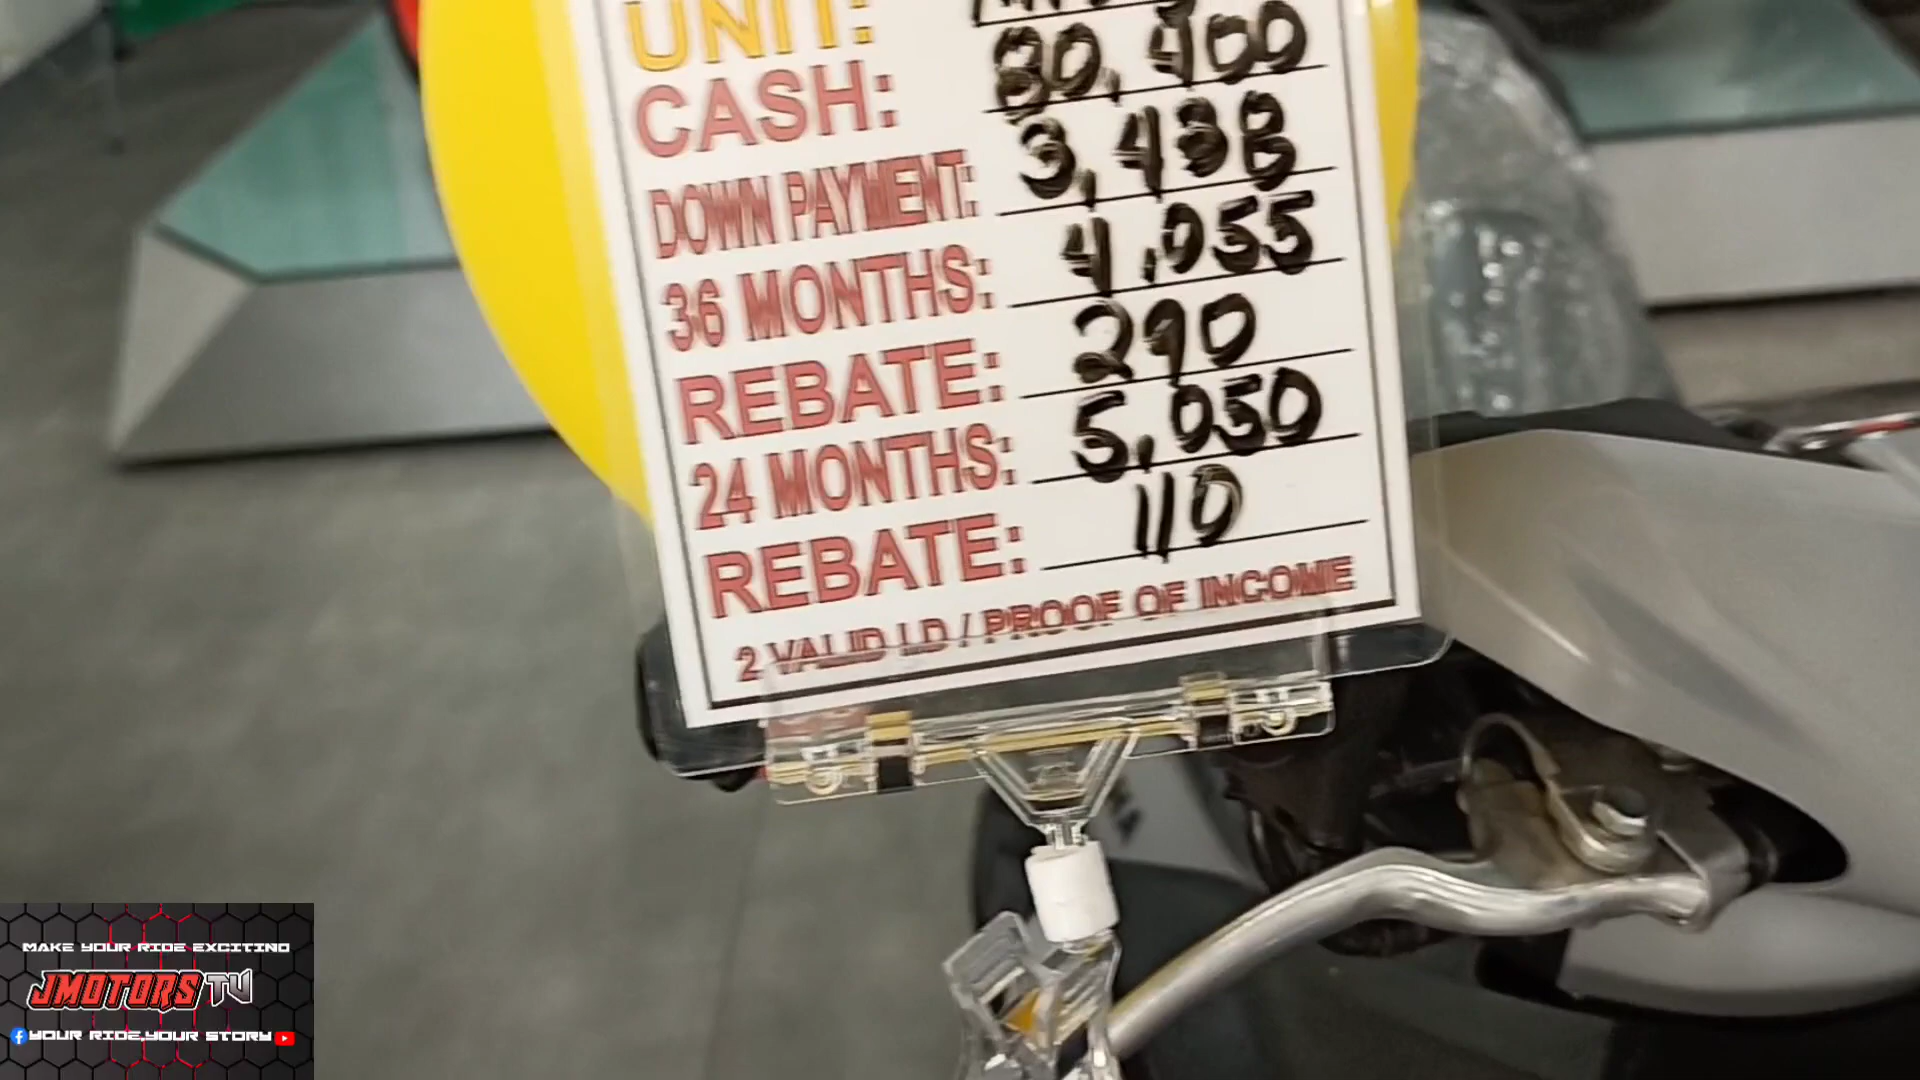 UNIT:
CASH: 80,400
DOWN PAYMENT: 3,438
36 MONTHS: 4,055
REBATE: 290
24 MONTHS: 5,050
REBATE: 110
2 VALID I.D / PROOF OF INCOME
MAKE YOUR RIDE EXCITING
JMOTORS TV
YOUR RIDE,YOUR STORY